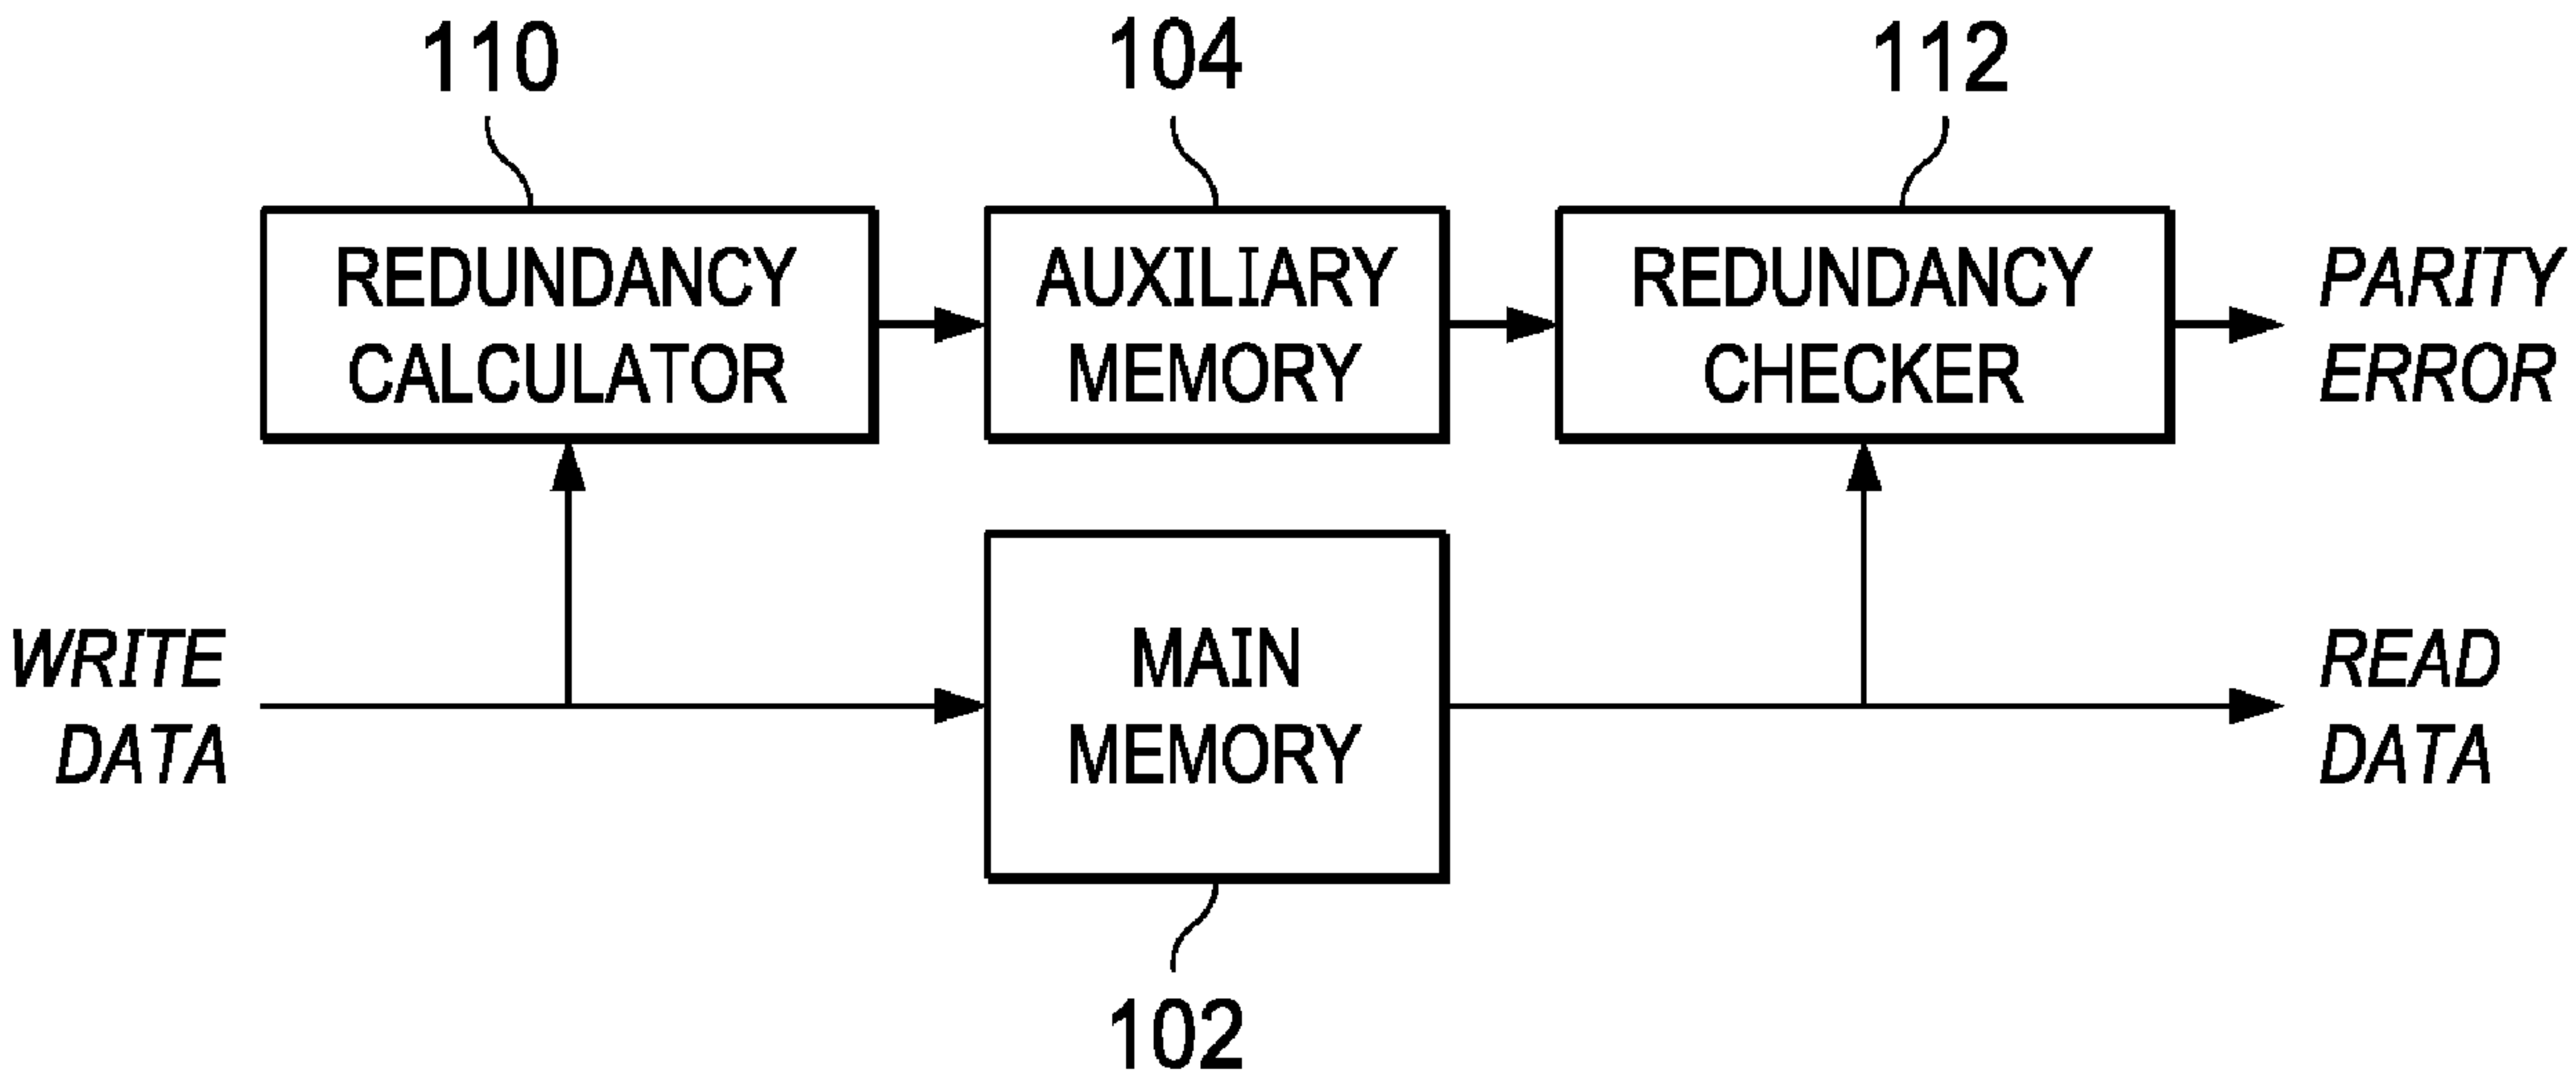 110
104
112
REDUNDANCY
CALCULATOR
AUXILIARY
MEMORY
REDUNDANCY
CHECKER
PARITY
ERROR
WRITE
DATA
MAIN
MEMORY
READ
DATA
102